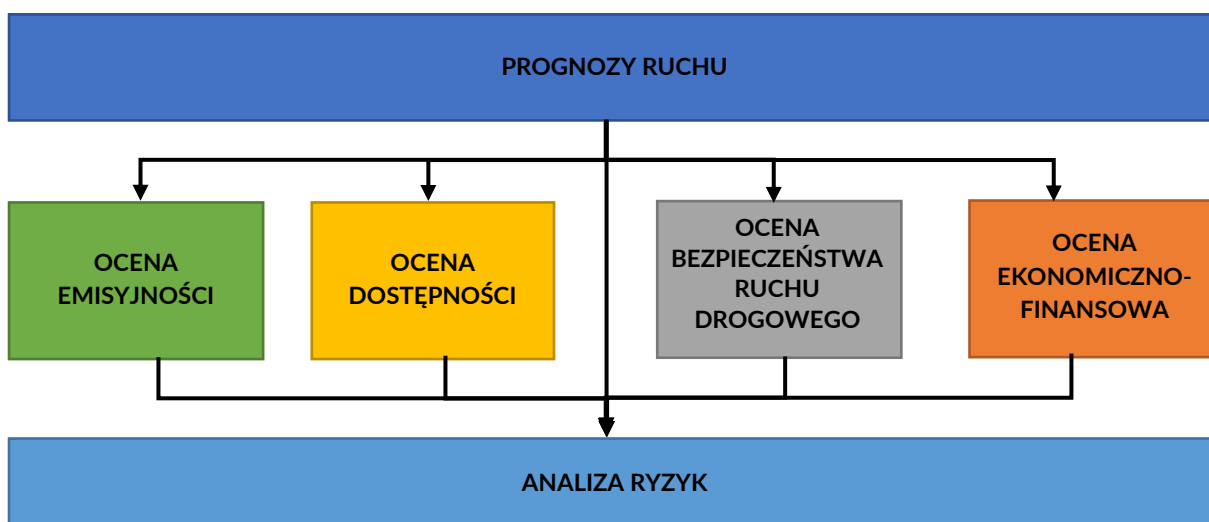 PROGNOZY RUCHU
OCENA
EMISYJNOŚCI
OCENA
DOSTĘPNOŚCI
OCENA
BEZPIECZEŃSTWA
RUCHU
DROGOWEGO
OCENA
EKONOMICZNO-
FINANSOWA
ANALIZA RYZYK